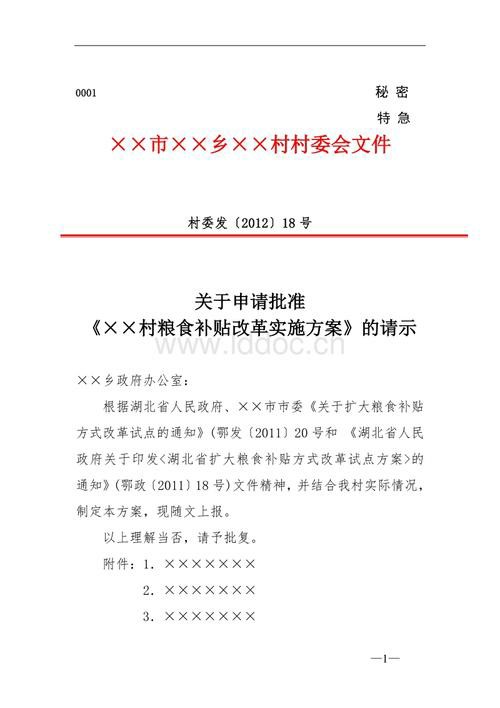 0001
秘 密
特 急
××市××乡××村村委会文件
村委发〔2012〕18 号
关于申请批准
《××村粮食补贴改革实施方案》的请示
www.lddoc.cn
××乡政府办公室:
根据湖北省人民政府、××市市委《关于扩大粮食补贴
方式改革试点的通知》(鄂发〔2011〕20 号和 《湖北省人民
政府关于印发<湖北省扩大粮食补贴方式改革试点方案>的
通知》(鄂政〔2011〕18 号)文件精神,并结合我村实际情况,
制定本方案,现随文上报。
以上理解当否,请予批复。
附件:1.×××××××
2.×××××××
3.×××××××
—1—